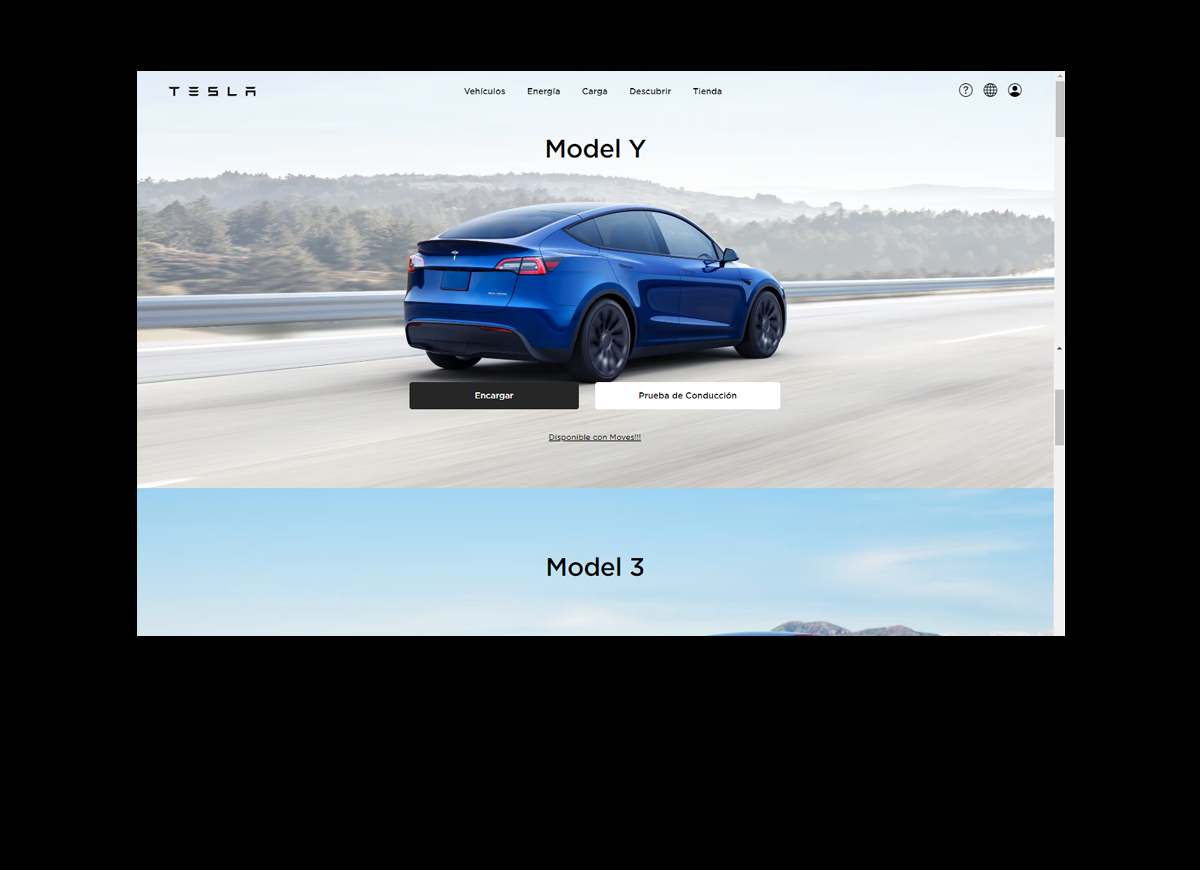 TESLA
Vehículos Energía Carga Descubrir Tienda
?
Model Y
Encargar
Prueba de Conducción
Disponible con Moves!!!
Model 3